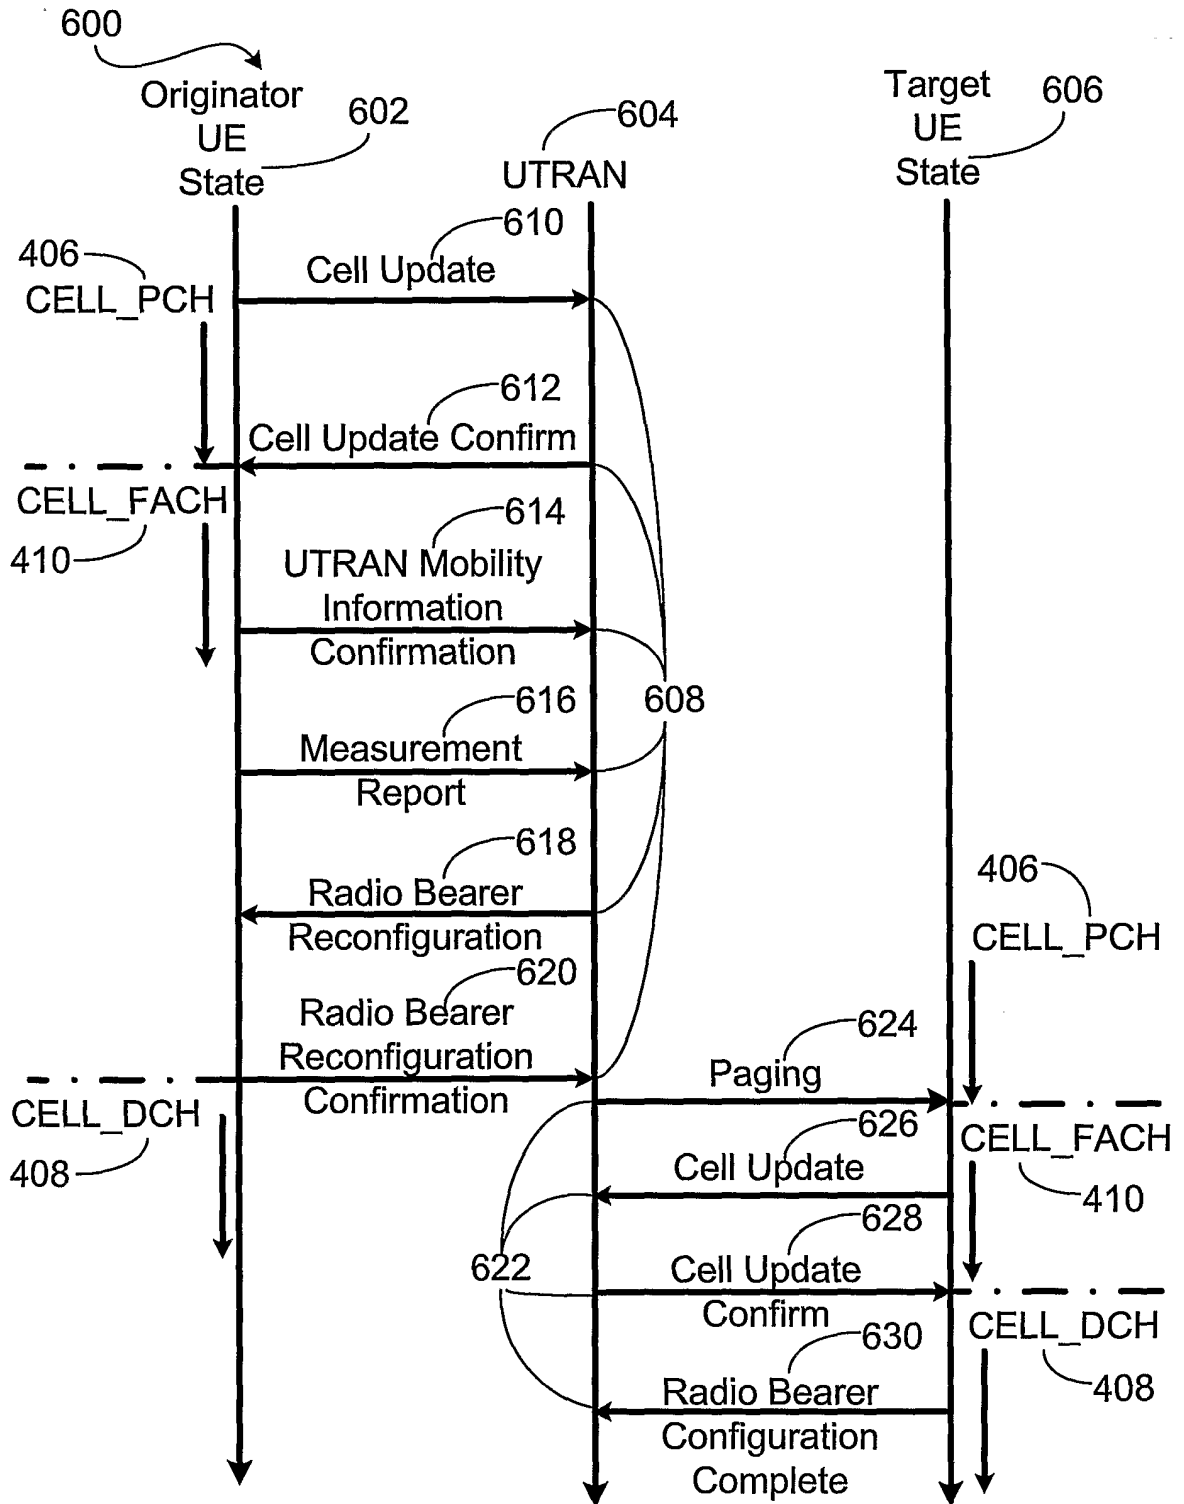 600
Originator
UE
State
602
604
UTRAN
Target
UE
State
606
610
Cell Update
406
CELL_PCH
612
Cell Update Confirm
CELL_FACH
410
614
UTRAN Mobility
Information
Confirmation
608
616
Measurement
Report
618
Radio Bearer
Reconfiguration
406
CELL_PCH
620
Radio Bearer
Reconfiguration
Confirmation
CELL_DCH
408
624
Paging
CELL_FACH
410
626
Cell Update
622
628
Cell Update
Confirm
CELL_DCH
408
630
Radio Bearer
Configuration
Complete